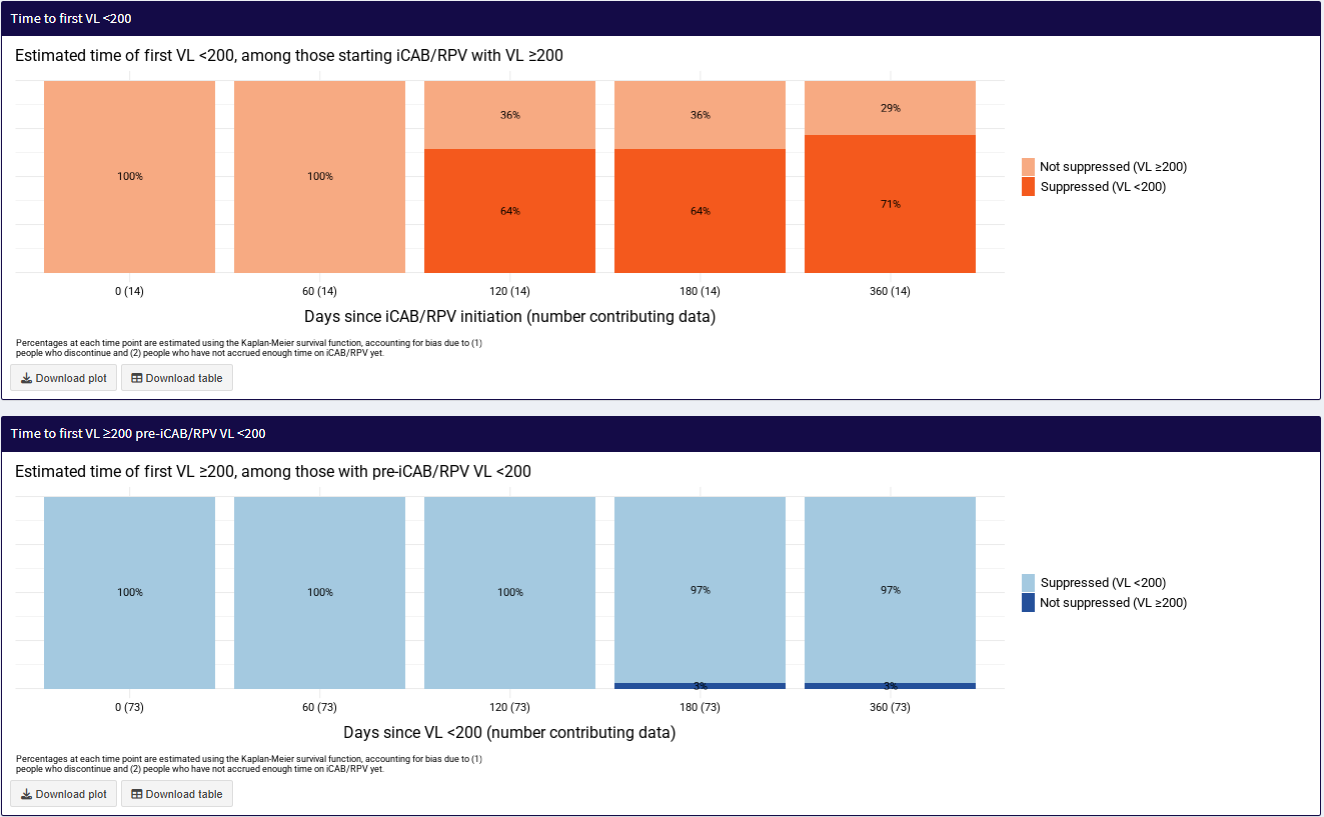 Time to first VL <200
Estimated time of first VL <200, among those starting iCAB/RPV with VL ≥200
100%
100%
36%
64%
36%
64%
29%
71%
Not suppressed (VL ≥200)
Suppressed (VL <200)
0 (14)
60 (14)
120 (14)
180 (14)
360 (14)
Days since iCAB/RPV initiation (number contributing data)
Percentages at each time point are estimated using the Kaplan-Meier survival function, accounting for bias due to (1)
people who discontinue and (2) people who have not accrued enough time on iCAB/RPV yet.
Download plot
Download table
Time to first VL ≥200 pre-iCAB/RPV VL <200
Estimated time of first VL ≥200, among those with pre-iCAB/RPV VL <200
100%
100%
100%
97%
3%
97%
3%
Suppressed (VL <200)
Not suppressed (VL ≥200)
0 (73)
60 (73)
120 (73)
180 (73)
360 (73)
Days since VL <200 (number contributing data)
Percentages at each time point are estimated using the Kaplan-Meier survival function, accounting for bias due to (1)
people who discontinue and (2) people who have not accrued enough time on iCAB/RPV yet.
Download plot
Download table